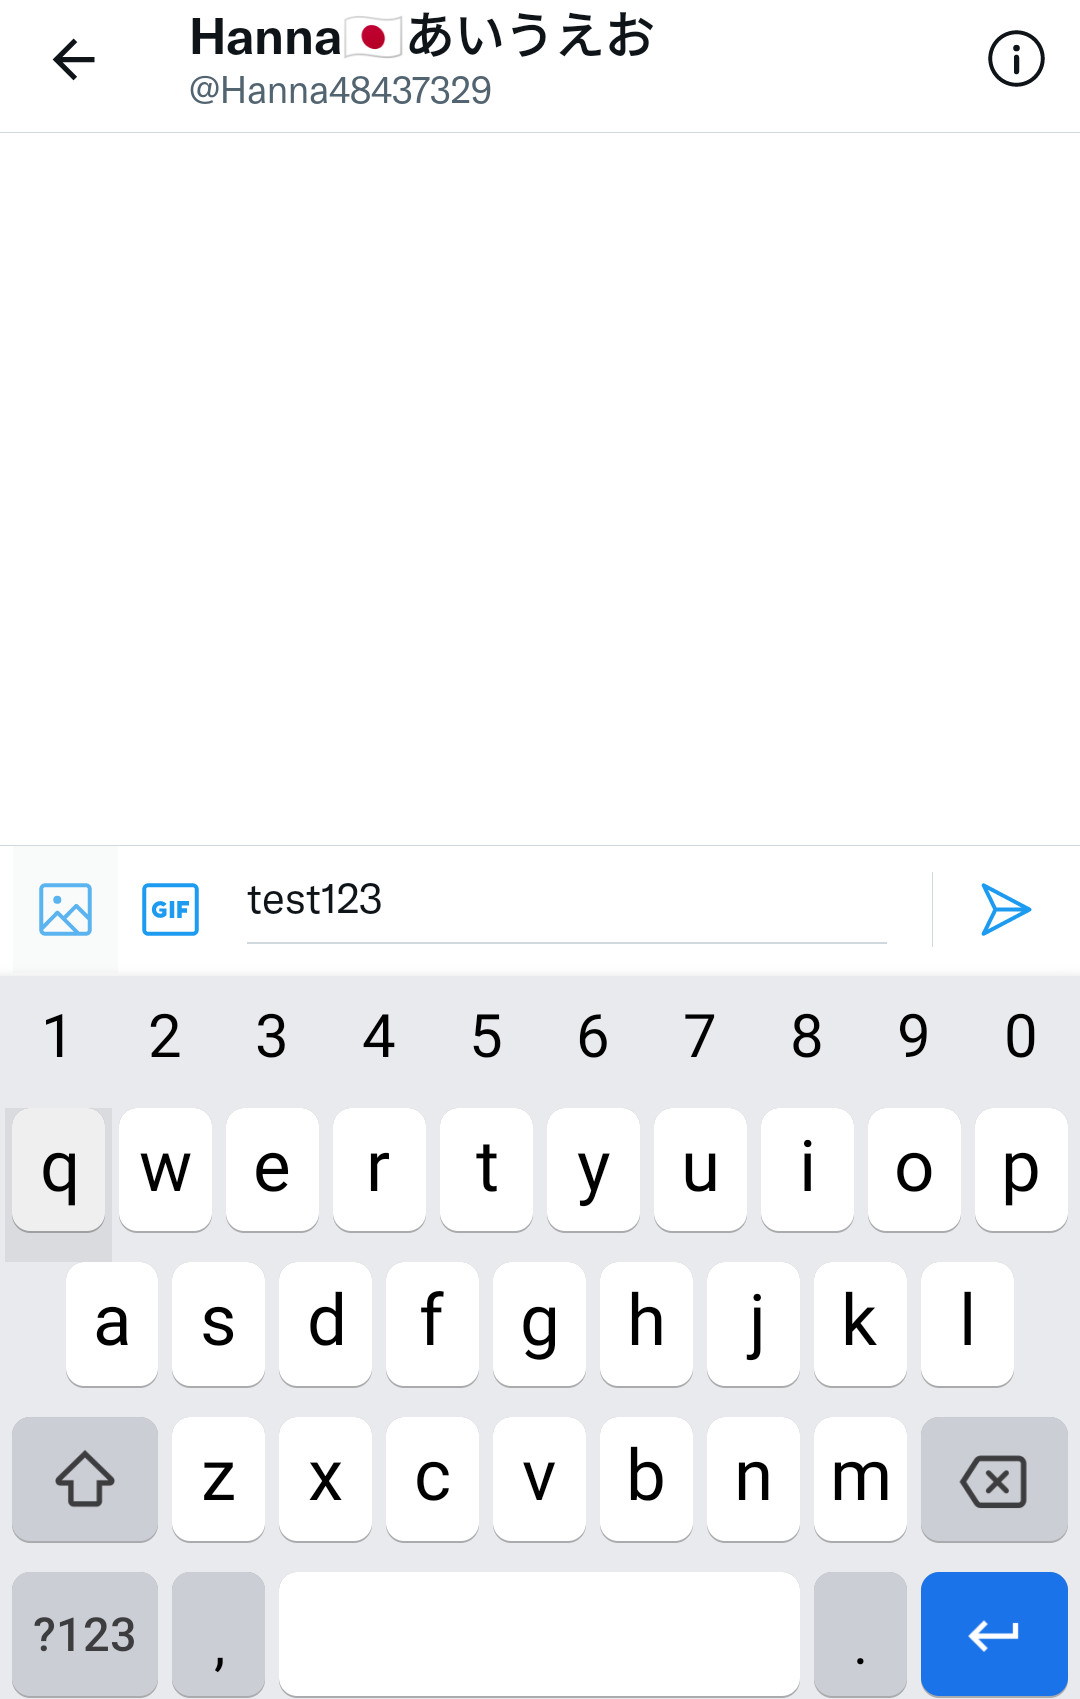 Hanna🇯🇵あいうえお
@Hanna48437329
GIF test123
1 2 3 4 5 6 7 8 9 0
q w e r t y u i o p
a s d f g h j k l
z x c v b n m
?123 , .